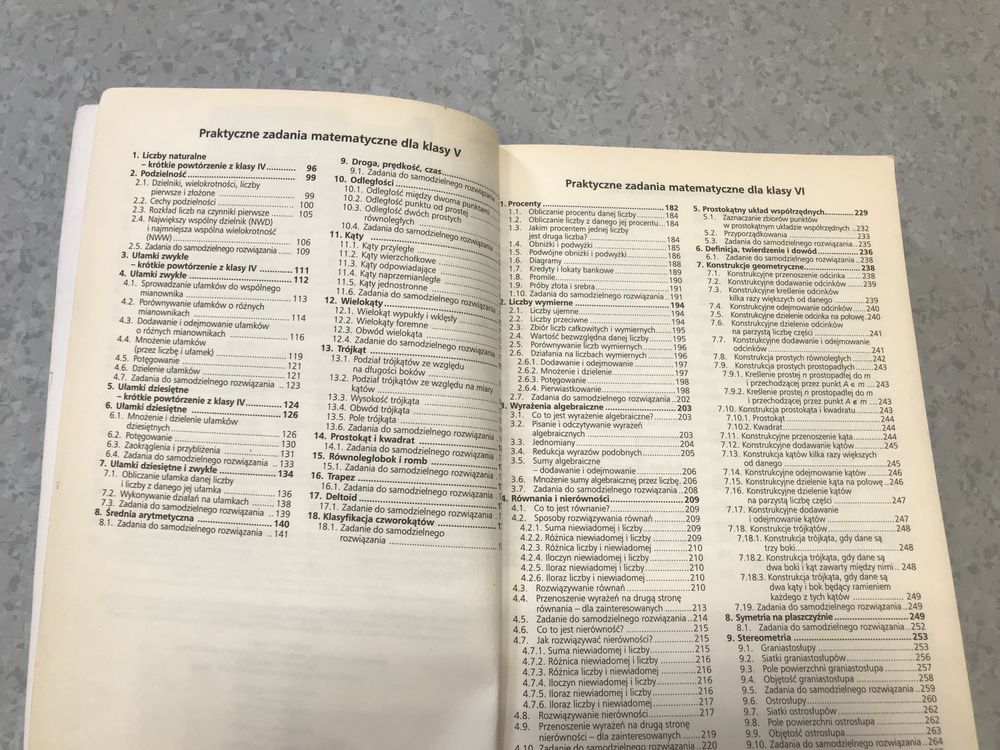 Praktyczne zadania matematyczne dla klasy V
1. Liczby naturalne
– krótkie powtórzenie z klasy IV............ 96
2. Podzielność............................................ 99
2.1. Dzielniki, wielokrotności, liczby
pierwsze i złożone ......................... 99
2.2. Cechy podzielności ........................ 100
2.3. Rozkład liczb na czynniki pierwsze ........ 105
2.4. Największy wspólny dzielnik (NWD)
i najmniejsza wspólna wielokrotność
(NWW) ........................................ 106
2.5. Zadania do samodzielnego rozwiązania .... 109
3. Ułamki zwykłe
– krótkie powtórzenie z klasy IV ............ 111
4. Ułamki zwykłe ...................................... 112
4.1. Sprowadzanie ułamków do wspólnego
mianownika .................................. 113
4.2. Porównywanie ułamków o różnych
mianownikach ................................ 114
4.3. Dodawanie i odejmowanie ułamków
o różnych mianownikach .................. 116
4.4. Mnożenie ułamków
(przez liczbę i ułamek) .................... 119
4.5. Potęgowanie .................................. 121
4.6. Dzielenie ułamków ......................... 121
4.7. Zadania do samodzielnego rozwiązania .. 123
5. Ułamki dziesiętne
– krótkie powtórzenie z klasy IV............ 124
6. Ułamki dziesiętne .................................. 126
6.1. Mnożenie i dzielenie ułamków
dziesiętnych .................................. 126
6.2. Potęgowanie .................................. 130
6.3. Zaokrąglenia i przybliżenia ............... 131
6.4. Zadania do samodzielnego rozwiązania .. 133
7. Ułamki dziesiętne i zwykłe .................... 134
7.1. Obliczanie ułamka danej liczby
i liczby z danego jej ułamka .............. 136
7.2. Wykonywanie działań na ułamkach ...... 138
7.3. Zadania do samodzielnego rozwiązania .. 139
8. Średnia arytmetyczna ............................ 140
8.1. Zadania do samodzielnego rozwiązania .. 141
9. Droga, prędkość, czas
9.1. Zadania do samodzielnego rozwiązania
10. Odległości
10.1. Odległość między dwoma punktami
10.2. Odległość punktu od prostej
10.3. Odległość dwóch prostych
równoległych
10.4. Zadania do samodzielnego rozwiązania
11. Kąty
11.1. Kąty przyległe
11.2. Kąty wierzchołkowe
11.3. Kąty odpowiadające
11.4. Kąty naprzemianległe
11.5. Kąty jednostronne
11.6. Zadania do samodzielnego rozwiązania
12. Wielokąty
12.1. Wielokąt wypukły i wklęsły
12.2. Wielokąty foremne
12.3. Obwód wielokąta
12.4. Zadanie do samodzielnego rozwiązania
13. Trójkąt
13.1. Podział trójkątów ze względu
na długości boków
13.2. Podział trójkątów ze względu na miary
kątów
13.3. Wysokość trójkąta
13.4. Obwód trójkąta
13.5. Pole trójkąta
13.6. Zadania do samodzielnego rozwiązania
14. Prostokąt i kwadrat
14.1. Zadania do samodzielnego rozwiązania
15. Równoległobok i romb
15.1. Zadania do samodzielnego rozwiązania
16. Trapez
16.1. Zadania do samodzielnego rozwiązania
17. Deltoid
17.1. Zadania do samodzielnego rozwiązania
18. Klasyfikacja czworokątów
18.1. Zadanie do samodzielnego
rozwiązania
Praktyczne zadania matematyczne dla klasy VI
1. Procenty ............................................ 182
1.1. Obliczanie procentu danej liczby ........ 184
1.2. Obliczanie liczby z danego jej procentu... 184
1.3. Jakim procentem jednej liczby
jest druga liczba? .......................... 184
1.4. Obniżki i podwyżki ......................... 185
1.5. Podwójne obniżki i podwyżki ............ 186
1.6. Diagramy ..................................... 188
1.7. Kredyty i lokaty bankowe ................ 189
1.8. Promile ........................................ 190
1.9. Próby złota i srebra ........................ 191
1.10. Zadania do samodzielnego rozwiązania .. 191
2. Liczby wymierne ................................. 194
2.1. Liczby ujemne ............................... 194
2.2. Liczby przeciwne ........................... 194
2.3. Zbiór liczb całkowitych i wymiernych ...... 195
2.4. Wartość bezwzględna danej liczby ...... 195
2.5. Porównywanie liczb wymiernych ........ 196
2.6. Działania na liczbach wymiernych ...... 196
2.6.1. Dodawanie i odejmowanie ............ 197
2.6.2. Mnożenie i dzielenie .................... 197
2.6.3. Potęgowanie ............................. 198
2.6.4. Pierwiastkowanie ....................... 198
2.7. Zadania do samodzielnego rozwiązania .. 202
3. Wyrażenia algebraiczne ........................ 203
3.1. Co to jest wyrażenie algebraiczne? ...... 203
3.2. Pisanie i odczytywanie wyrażeń
algebraicznych .............................. 203
3.3. Jednomiany .................................. 204
3.4. Redukcja wyrazów podobnych .......... 205
3.5. Sumy algebraiczne
– dodawanie i odejmowanie .............. 206
3.6. Mnożenie sumy algebraicznej przez liczbę. 206
3.7. Zadania do samodzielnego rozwiązania .. 208
4. Równania i nierówności ........................ 209
4.1. Co to jest równanie? ....................... 209
4.2. Sposoby rozwiązywania równań ........ 209
4.2.1. Suma niewiadomej i liczby ............ 209
4.2.2. Różnica niewiadomej i liczby ......... 209
4.2.3. Różnica liczby i niewiadomej ......... 210
4.2.4. Iloczyn niewiadomej i liczby .......... 210
4.2.5. Iloraz niewiadomej i liczby ............ 210
4.2.6. Iloraz liczby i niewiadomej ............ 210
4.3. Rozwiązywanie równań ................... 210
4.4. Przenoszenie wyrażeń na drugą stronę
równania – dla zainteresowanych ...... 213
4.5. Zadania do samodzielnego rozwiązania .. 214
4.6. Co to jest nierówność? .................... 215
4.7. Jak rozwiązywać nierówności? .......... 215
4.7.1. Suma niewiadomej i liczby ............ 215
4.7.2. Różnica niewiadomej i liczby ......... 216
4.7.3. Różnica liczby i niewiadomej ......... 216
4.7.4. Iloczyn niewiadomej i liczby .......... 216
4.7.5. Iloraz niewiadomej i liczby ............ 216
4.7.6. Iloraz liczby i niewiadomej ............ 217
4.8. Rozwiązywanie nierówności.............. 217
4.9. Przenoszenie wyrażeń na drugą stronę
nierówności – dla zainteresowanych .... 219
4.10. Zadania do samodzielnego rozwiązania .. 220
5. Prostokątny układ współrzędnych........... 229
5.1. Zaznaczanie zbiorów punktów
w prostokątnym układzie współrzędnych .. 232
5.2. Przyporządkowania ........................ 233
5.3. Zadania do samodzielnego rozwiązania .. 235
6. Definicja, twierdzenie i dowód ............... 236
6.1. Zadanie do samodzielnego rozwiązania .. 238
7. Konstrukcje geometryczne .................... 238
7.1. Konstrukcyjne przenoszenie odcinka ..... 238
7.2. Konstrukcyjne dodawanie odcinków ..... 239
7.3. Konstrukcyjne kreślenie odcinków
kilka razy większych od danego ......... 239
7.4. Konstrukcyjne odejmowanie odcinków .. 240
7.5. Konstrukcyjne dzielenie odcinka na połowę. 240
7.6. Konstrukcyjne dzielenie odcinków
na parzystą liczbę części .................. 241
7.7. Konstrukcyjne dodawanie i odejmowanie
odcinków ..................................... 241
7.8. Konstrukcja prostych równoległych ....... 242
7.9. Konstrukcja prostych prostopadłych ...... 243
7.9.1. Kreślenie prostej n prostopadłej do m
i przechodzącej przez punkt A ∈ m .... 243
7.9.2. Kreślenie prostej n prostopadłej do m
i przechodzącej przez punkt A ∉ m .... 243
7.10. Konstrukcja prostokąta i kwadratu ...... 243
7.10.1. Prostokąt ................................ 244
7.10.2. Kwadrat .................................. 244
7.11. Konstrukcyjne przenoszenie kąta ...... 244
7.12. Konstrukcyjne dodawanie kątów ...... 245
7.13. Konstrukcja kątów kilka razy większych
od danego .................................. 245
7.14. Konstrukcyjne odejmowanie kątów .... 246
7.15. Konstrukcyjne dzielenie kąta na połowę .. 246
7.16. Konstrukcyjne dzielenie kątów
na parzystą liczbę części ................ 247
7.17. Konstrukcyjne dodawanie
i odejmowanie kątów .................... 247
7.18. Konstrukcje trójkątów ................... 248
7.18.1. Konstrukcja trójkąta, gdy dane są
trzy boki ................................... 248
7.18.2. Konstrukcja trójkąta, gdy dane są
dwa boki i kąt zawarty między nimi .. 248
7.18.3. Konstrukcja trójkąta, gdy dane są
dwa kąty i bok będący ramieniem
każdego z tych kątów ................... 249
7.19. Zadania do samodzielnego rozwiązania .. 249
8. Symetria na płaszczyźnie ...................... 249
8.1. Zadania do samodzielnego rozwiązania .. 252
9. Stereometria ...................................... 253
9.1. Graniastosłupy .............................. 253
9.2. Siatki graniastosłupów .................... 256
9.3. Pole powierzchni graniastosłupa ....... 257
9.4. Objętość graniastosłupa .................. 258
9.5. Zadania do samodzielnego rozwiązania .. 259
9.6. Ostrosłupy ................................... 260
9.7. Siatki ostrosłupów ......................... 262
9.8. Pole powierzchni ostrosłupa ............ 262
9.9. Objętość ostrosłupa ....................... 263
9.10. Zadania do samodzielnego rozwiązania .. 264